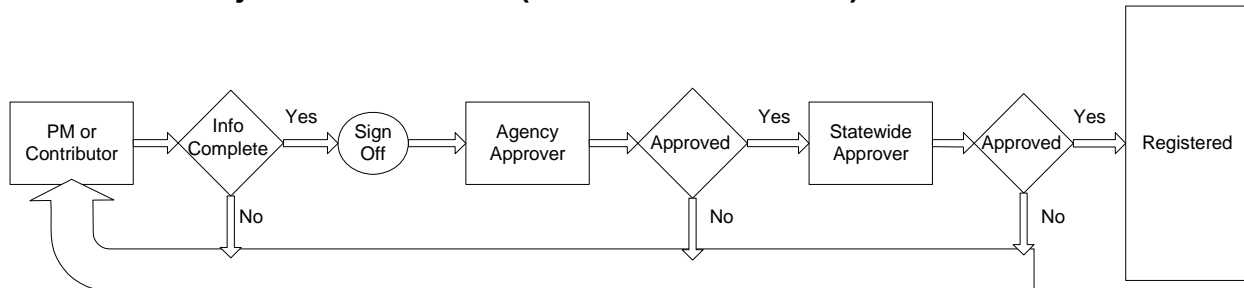 PM or
Contributor
Info
Complete
Yes
No
Sign
Off
Agency
Approver
Approved
Yes
No
Statewide
Approver
Approved
Yes
No
Registered